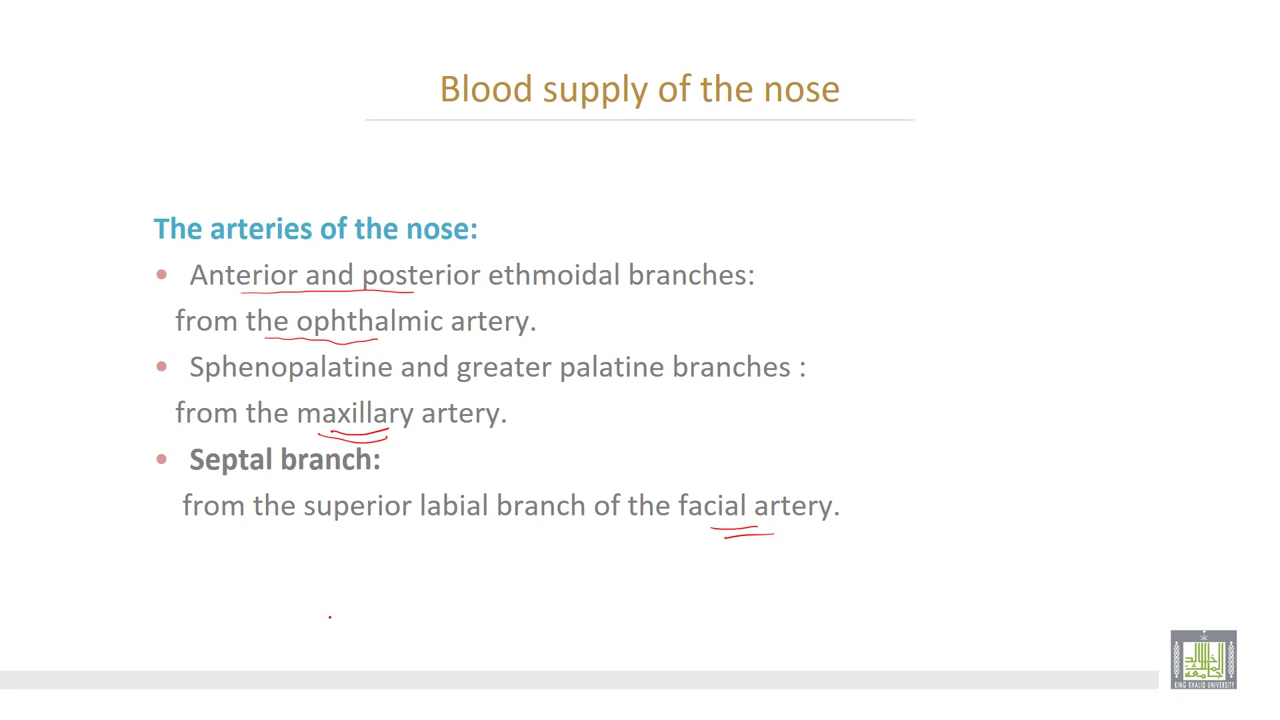 Blood supply of the nose
The arteries of the nose:
• Anterior and posterior ethmoidal branches:
from the ophthalmic artery.
• Sphenopalatine and greater palatine branches :
from the maxillary artery.
• Septal branch:
from the superior labial branch of the facial artery.
KING KHALID UNIVERSITY